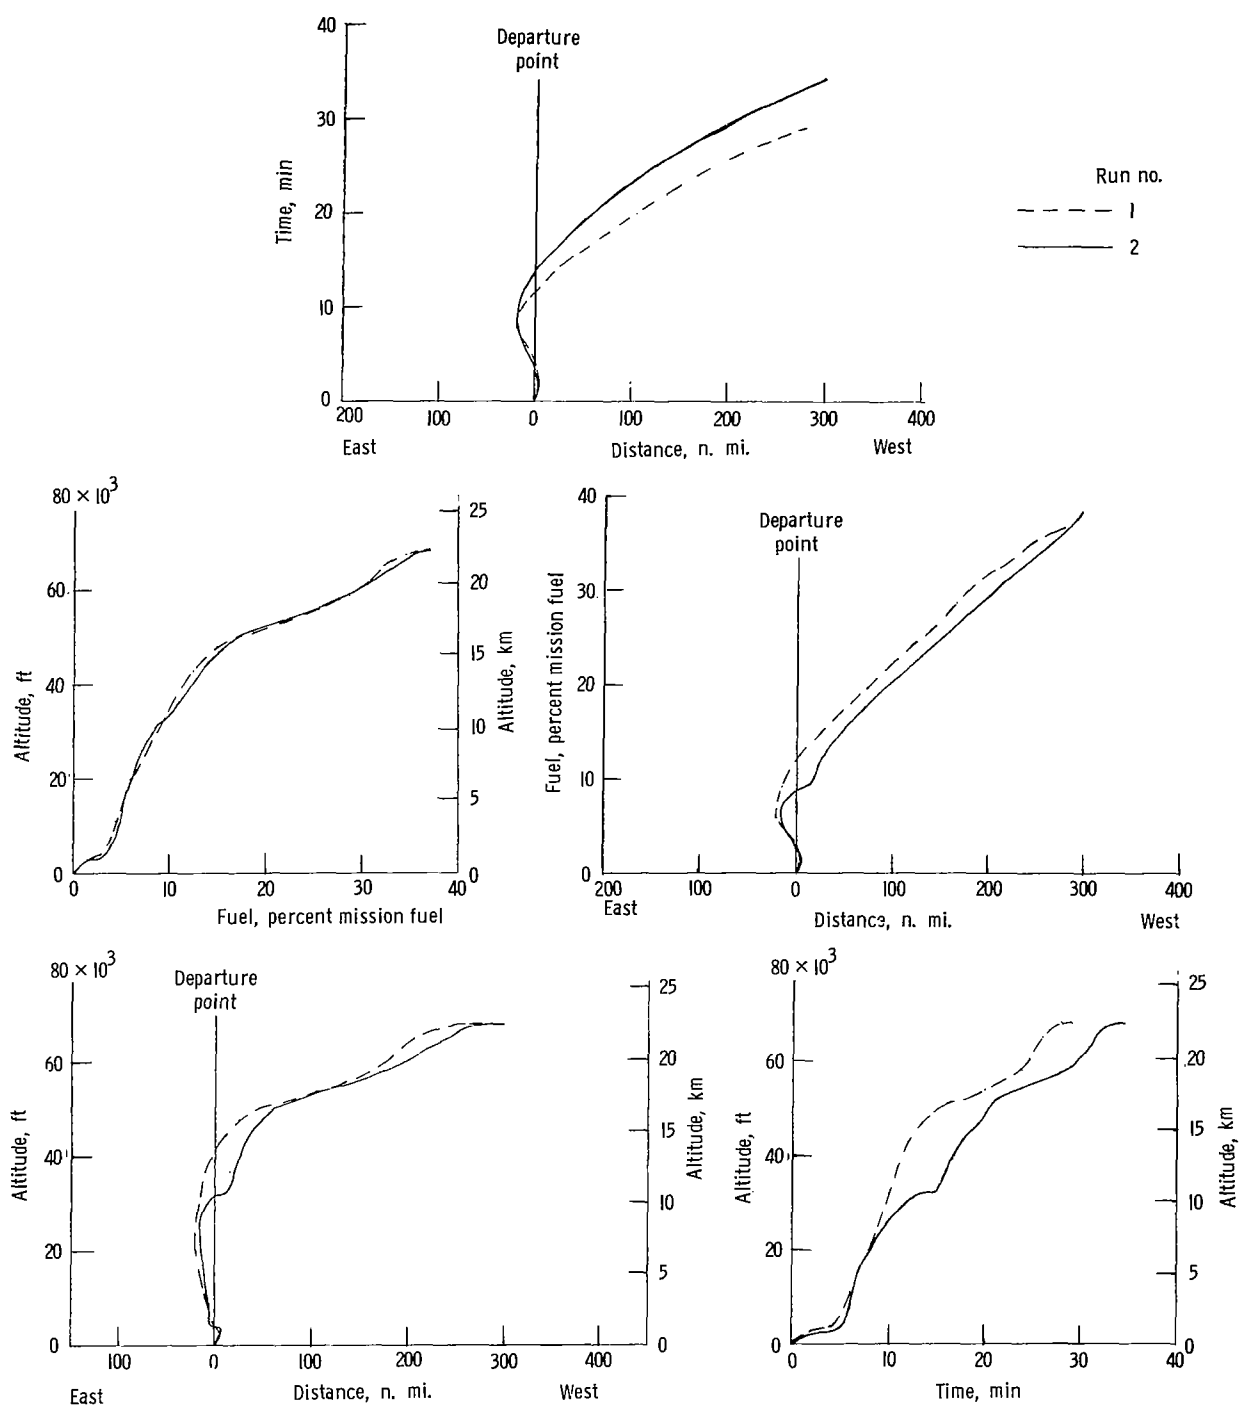 40
Departure
point
30
Time, min
20
10
0
200 100 0 100 200 300 400
East Distance, n. mi. West
Run no.
1
2
80 × 10³
60
40
20
0
Altitude, ft
25
20
15
10
5
0
Altitude, km
0 10 20 30 40
Fuel, percent mission fuel
40
Departure
point
30
20
10
0
Fuel, percent mission fuel
200 100 0 100 200 300 400
East Distance, n. mi. West
80 × 10³
Departure
point
60
40
20
0
Altitude, ft
25
20
15
10
5
0
Altitude, km
100 0 100 200 300 400
East Distance, n. mi. West
80 × 10³
60
40
20
0
Altitude, ft
25
20
15
10
5
0
Altitude, km
0 10 20 30 40
Time, min